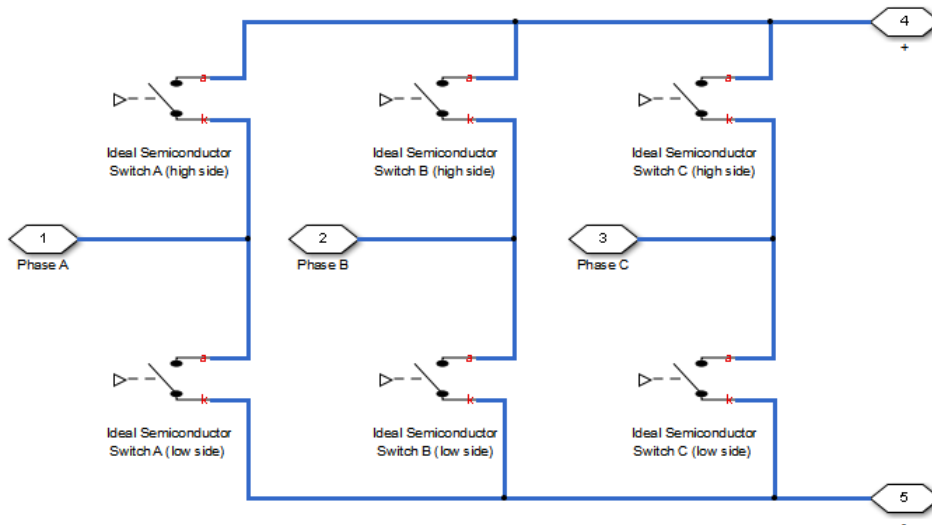 4
+
a
k
a
k
a
k
Ideal Semiconductor
Switch A (high side)
Ideal Semiconductor
Switch B (high side)
Ideal Semiconductor
Switch C (high side)
1
Phase A
2
Phase B
3
Phase C
a
k
a
k
a
k
Ideal Semiconductor
Switch A (low side)
Ideal Semiconductor
Switch B (low side)
Ideal Semiconductor
Switch C (low side)
5